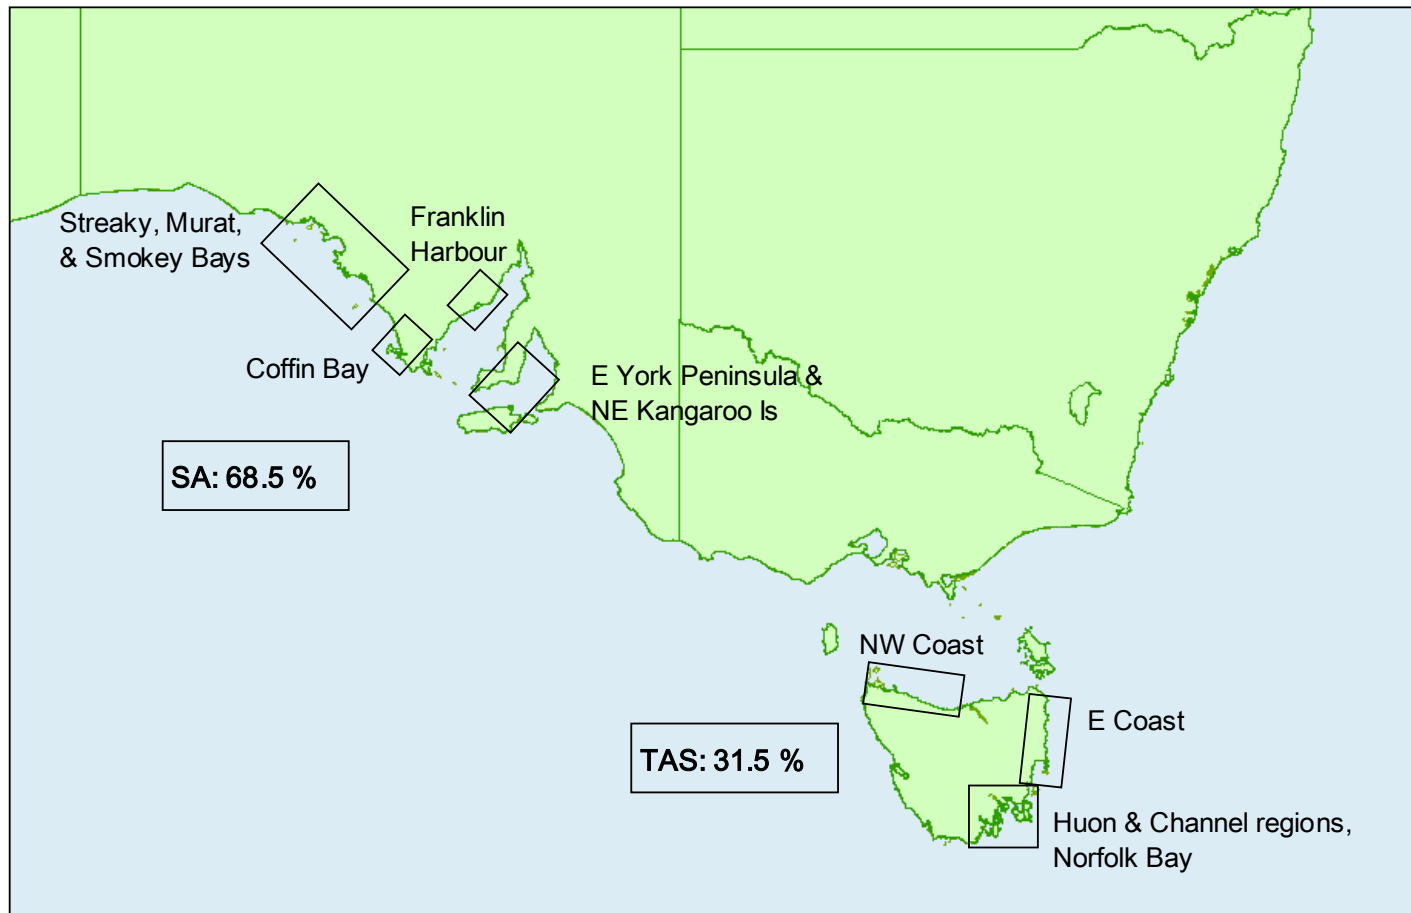 Streaky, Murat,
& Smokey Bays
Franklin
Harbour
Coffin Bay
E York Peninsula &
NE Kangaroo Is
SA: 68.5 %
NW Coast
E Coast
TAS: 31.5 %
Huon & Channel regions,
Norfolk Bay